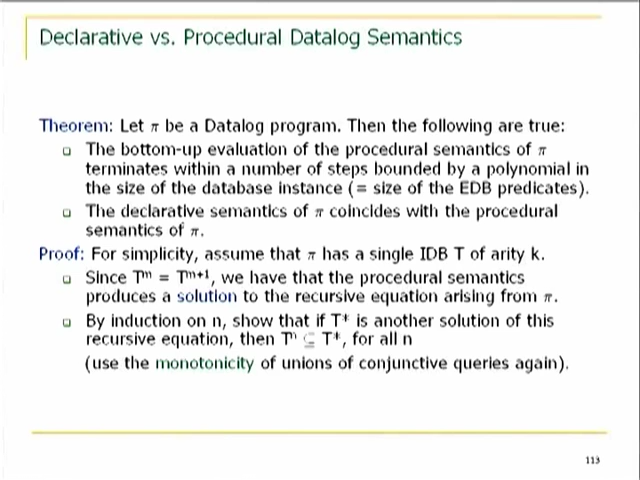 Declarative vs. Procedural Datalog Semantics
Theorem: Let π be a Datalog program. Then the following are true:
The bottom-up evaluation of the procedural semantics of π
terminates within a number of steps bounded by a polynomial in
the size of the database instance (= size of the EDB predicates).
The declarative semantics of π coincides with the procedural
semantics of π.
Proof: For simplicity, assume that π has a single IDB T of arity k.
Since Tᵐ = Tᵐ⁺¹, we have that the procedural semantics
produces a solution to the recursive equation arising from π.
By induction on n, show that if T* is another solution of this
recursive equation, then Tⁿ ⊆ T*, for all n
(use the monotonicity of unions of conjunctive queries again).
113